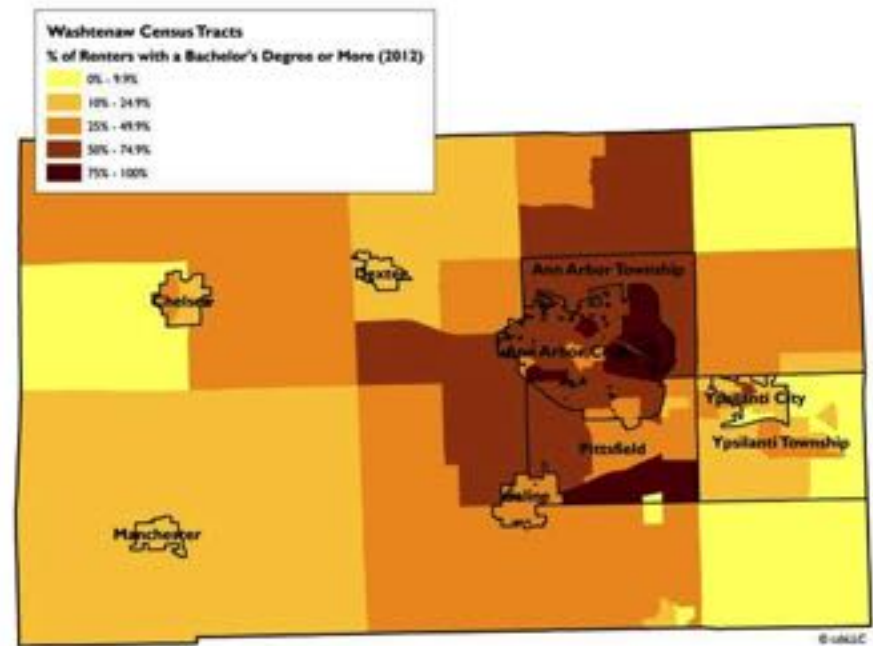 Washtenaw Census Tracts
% of Renters with a Bachelor's Degree or More (2012)
0% - 9.9%
10% - 24.9%
25% - 49.9%
50% - 74.9%
75% - 100%
Ann Arbor Township
Dexter
Chelsea
Ann Arbor City
Ypsilanti City
Ypsilanti Township
Pittsfield
Saline
Manchester